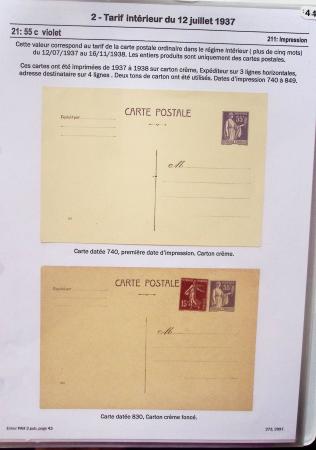 44
2 - Tarif intérieur du 12 juillet 1937
21: 55 c violet
211: Impression
Cette valeur correspond au tarif de la carte postale ordinaire dans le régime intérieur ( plus de cinq mots)
du 12/07/1937 au 16/11/1938. Les entiers produits sont uniquement des cartes postales.
Ces cartes ont été imprimées de 1937 à 1938 sur carton crème, Expéditeur sur 3 lignes horizontales,
adresse destinataire sur 4 lignes . Deux tons de carton ont été utilisés. Dates d'impression 740 à 849.
CARTE POSTALE
Expéditeur
M
Carte datée 740, première date d'impression. Carton crème.
CARTE POSTALE
Expéditeur
15
M
Carte datée 830, Carton crème foncé.